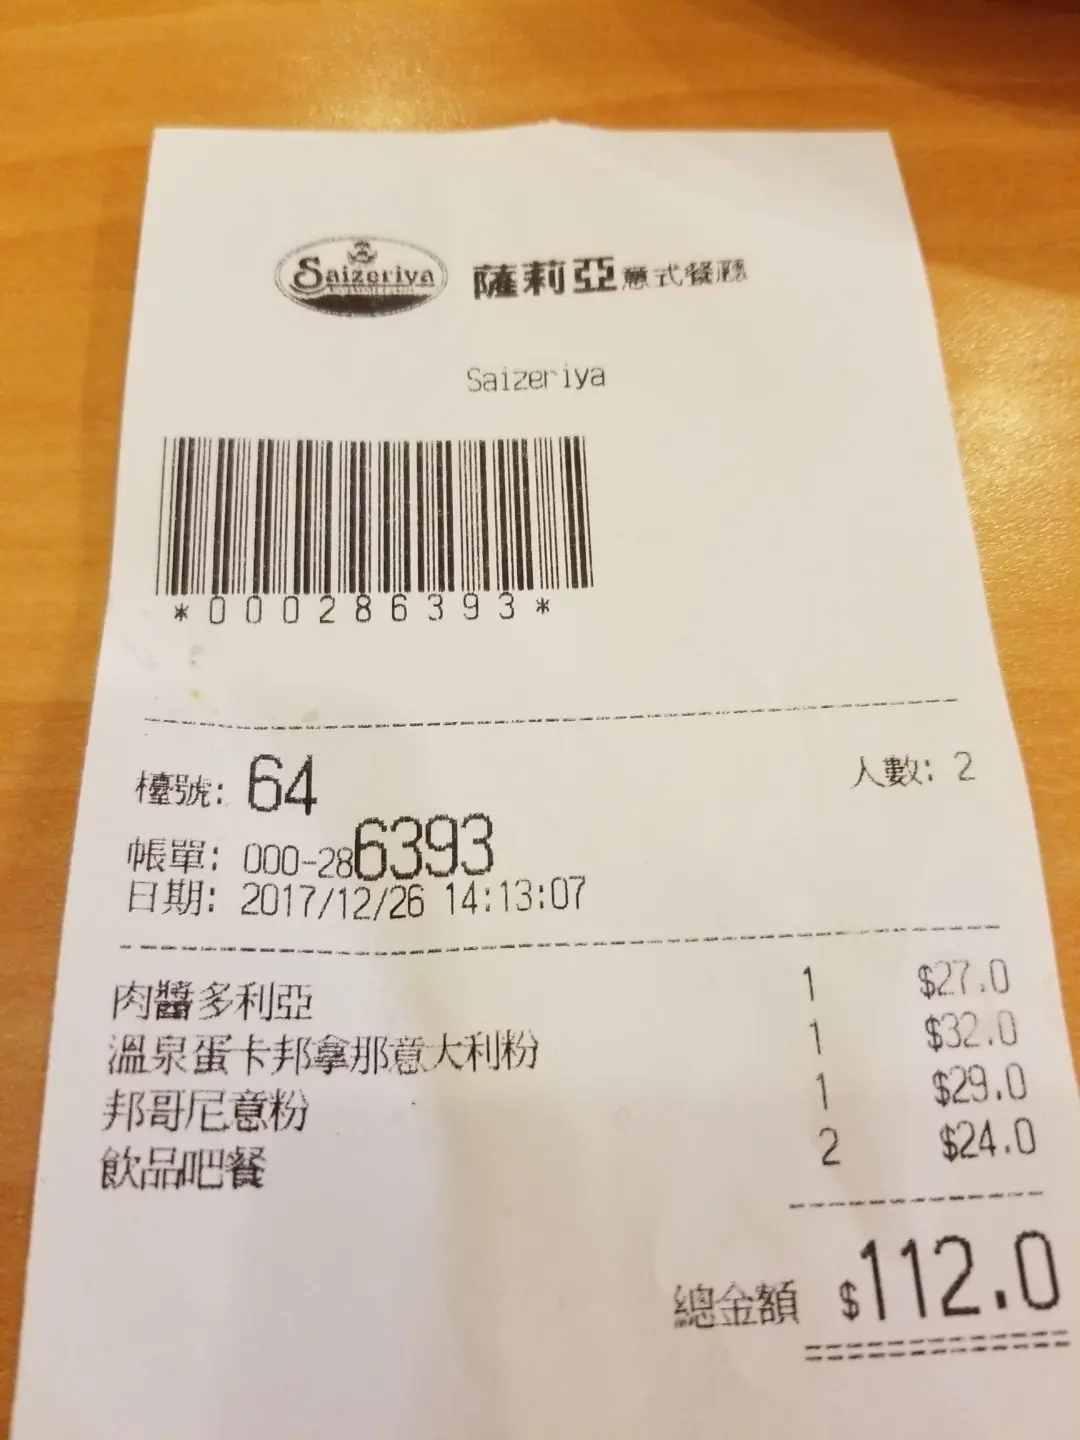 Saizeriya
薩莉亞意式餐廳
Saizeriya
*000286393*
檯號: 64 人數: 2
帳單: 000-286393
日期: 2017/12/26 14:13:07
肉醬多利亞 1 $27.0
溫泉蛋卡邦拿那意大利粉 1 $32.0
邦哥尼意粉 1 $29.0
飲品吧餐 2 $24.0
總金額 $112.0